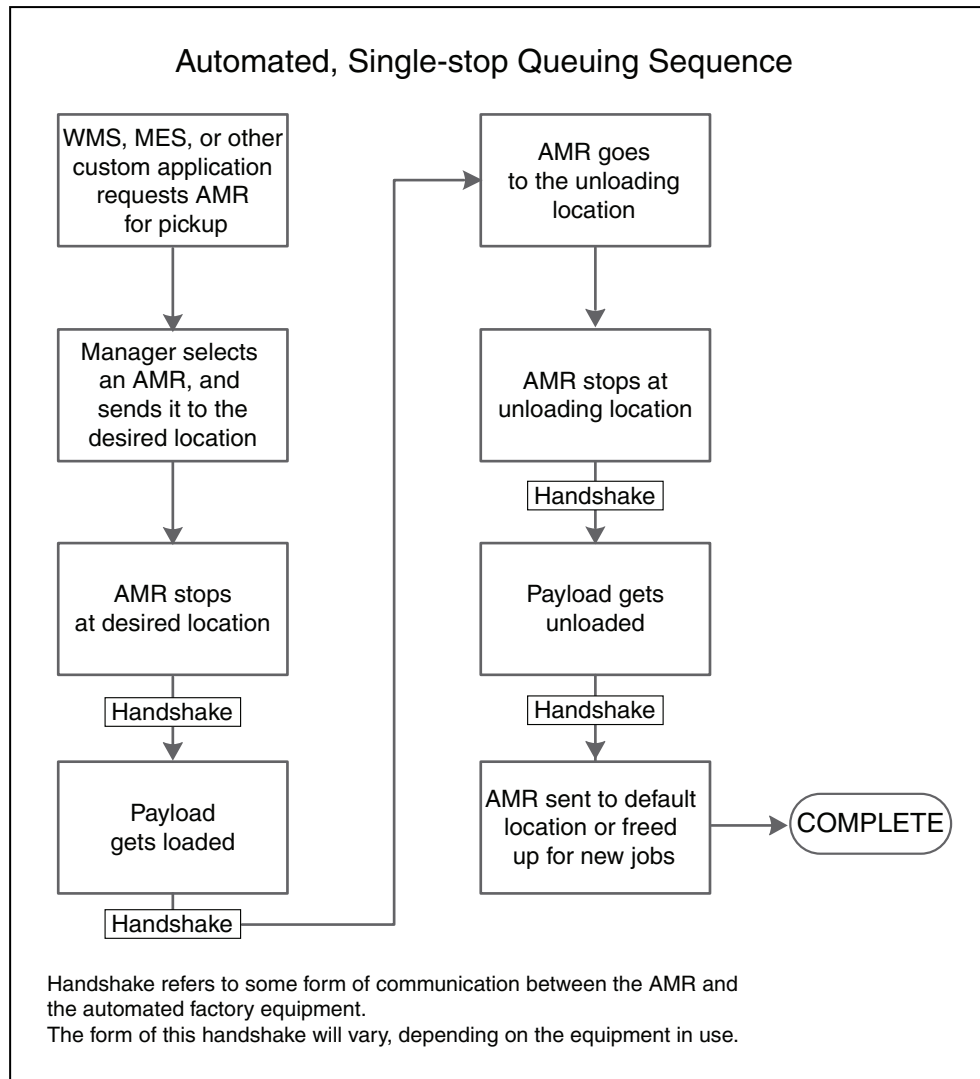 Automated, Single-stop Queuing Sequence
WMS, MES, or other
custom application
requests AMR
for pickup
Manager selects
an AMR, and
sends it to the
desired location
AMR stops
at desired location
Handshake
Payload
gets loaded
Handshake
AMR goes
to the unloading
location
AMR stops at
unloading location
Handshake
Payload gets
unloaded
Handshake
AMR sent to default
location or freed
up for new jobs
COMPLETE
Handshake refers to some form of communication between the AMR and
the automated factory equipment.
The form of this handshake will vary, depending on the equipment in use.